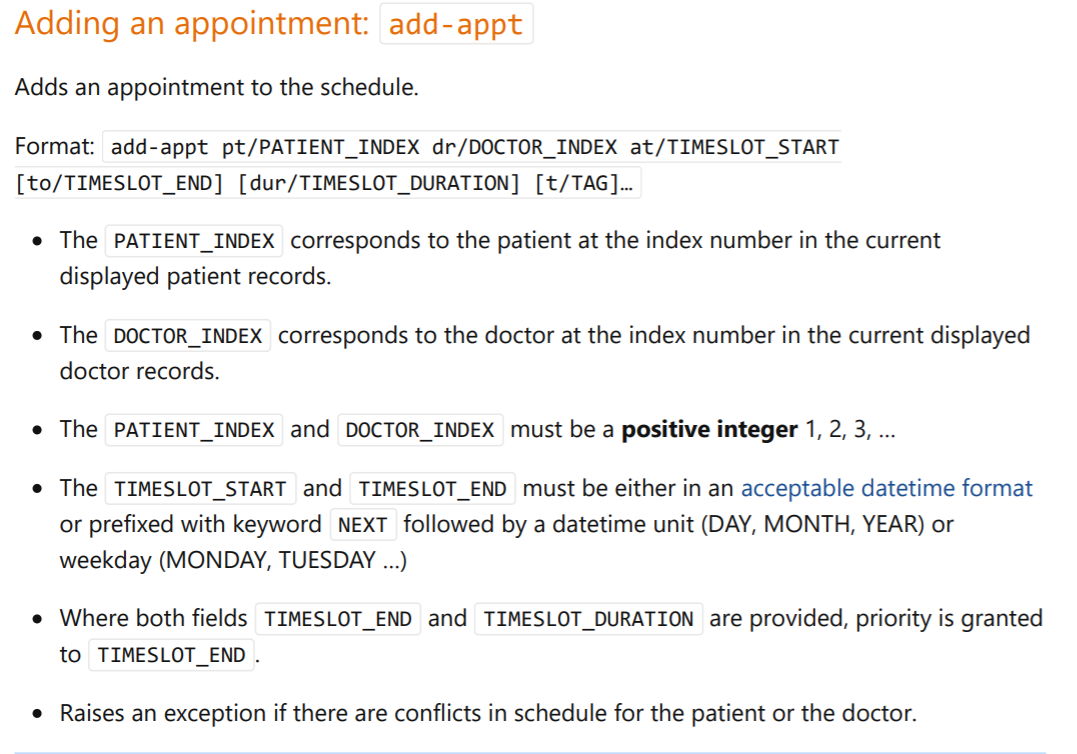 Adding an appointment: add-appt
Adds an appointment to the schedule.
Format: add-appt pt/PATIENT_INDEX dr/DOCTOR_INDEX at/TIMESLOT_START
[to/TIMESLOT_END] [dur/TIMESLOT_DURATION] [t/TAG]…
• The PATIENT_INDEX corresponds to the patient at the index number in the current
displayed patient records.
• The DOCTOR_INDEX corresponds to the doctor at the index number in the current displayed
doctor records.
• The PATIENT_INDEX and DOCTOR_INDEX must be a positive integer 1, 2, 3, …
• The TIMESLOT_START and TIMESLOT_END must be either in an acceptable datetime format
or prefixed with keyword NEXT followed by a datetime unit (DAY, MONTH, YEAR) or
weekday (MONDAY, TUESDAY …)
• Where both fields TIMESLOT_END and TIMESLOT_DURATION are provided, priority is granted
to TIMESLOT_END.
• Raises an exception if there are conflicts in schedule for the patient or the doctor.